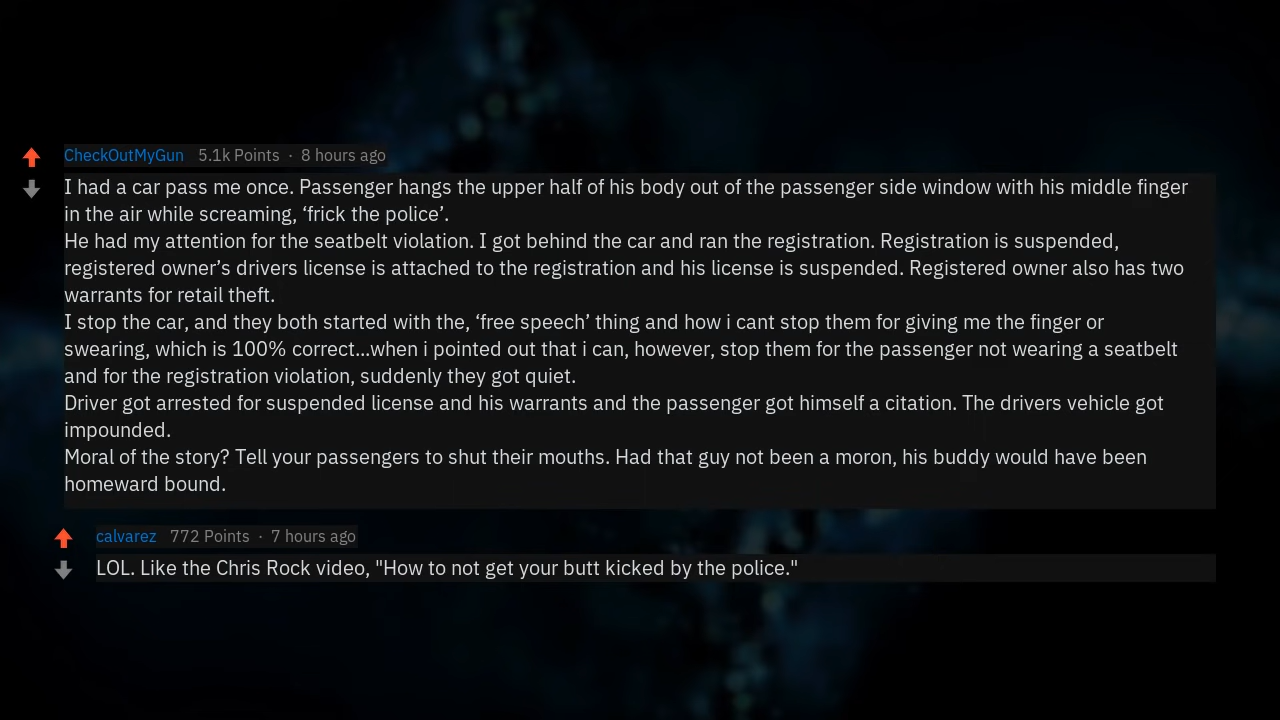 CheckOutMyGun 5.1k Points · 8 hours ago
I had a car pass me once. Passenger hangs the upper half of his body out of the passenger side window with his middle finger
in the air while screaming, ‘frick the police’.
He had my attention for the seatbelt violation. I got behind the car and ran the registration. Registration is suspended,
registered owner’s drivers license is attached to the registration and his license is suspended. Registered owner also has two
warrants for retail theft.
I stop the car, and they both started with the, ‘free speech’ thing and how i cant stop them for giving me the finger or
swearing, which is 100% correct...when i pointed out that i can, however, stop them for the passenger not wearing a seatbelt
and for the registration violation, suddenly they got quiet.
Driver got arrested for suspended license and his warrants and the passenger got himself a citation. The drivers vehicle got
impounded.
Moral of the story? Tell your passengers to shut their mouths. Had that guy not been a moron, his buddy would have been
homeward bound.
calvarez 772 Points · 7 hours ago
LOL. Like the Chris Rock video, "How to not get your butt kicked by the police."